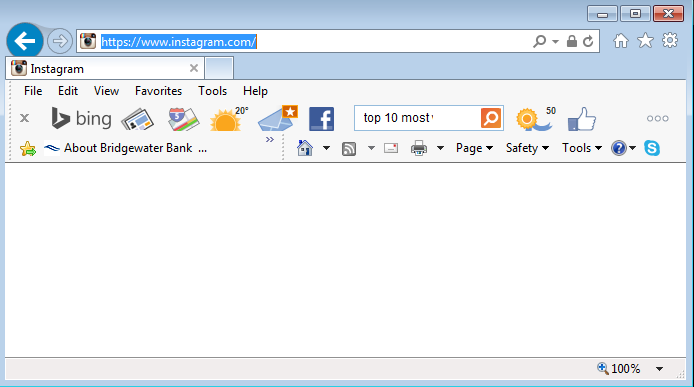 https://www.instagram.com/
Instagram
File Edit View Favorites Tools Help
bing 5 20° f top 10 most 50
About Bridgewater Bank ... Page Safety Tools ? S
100%